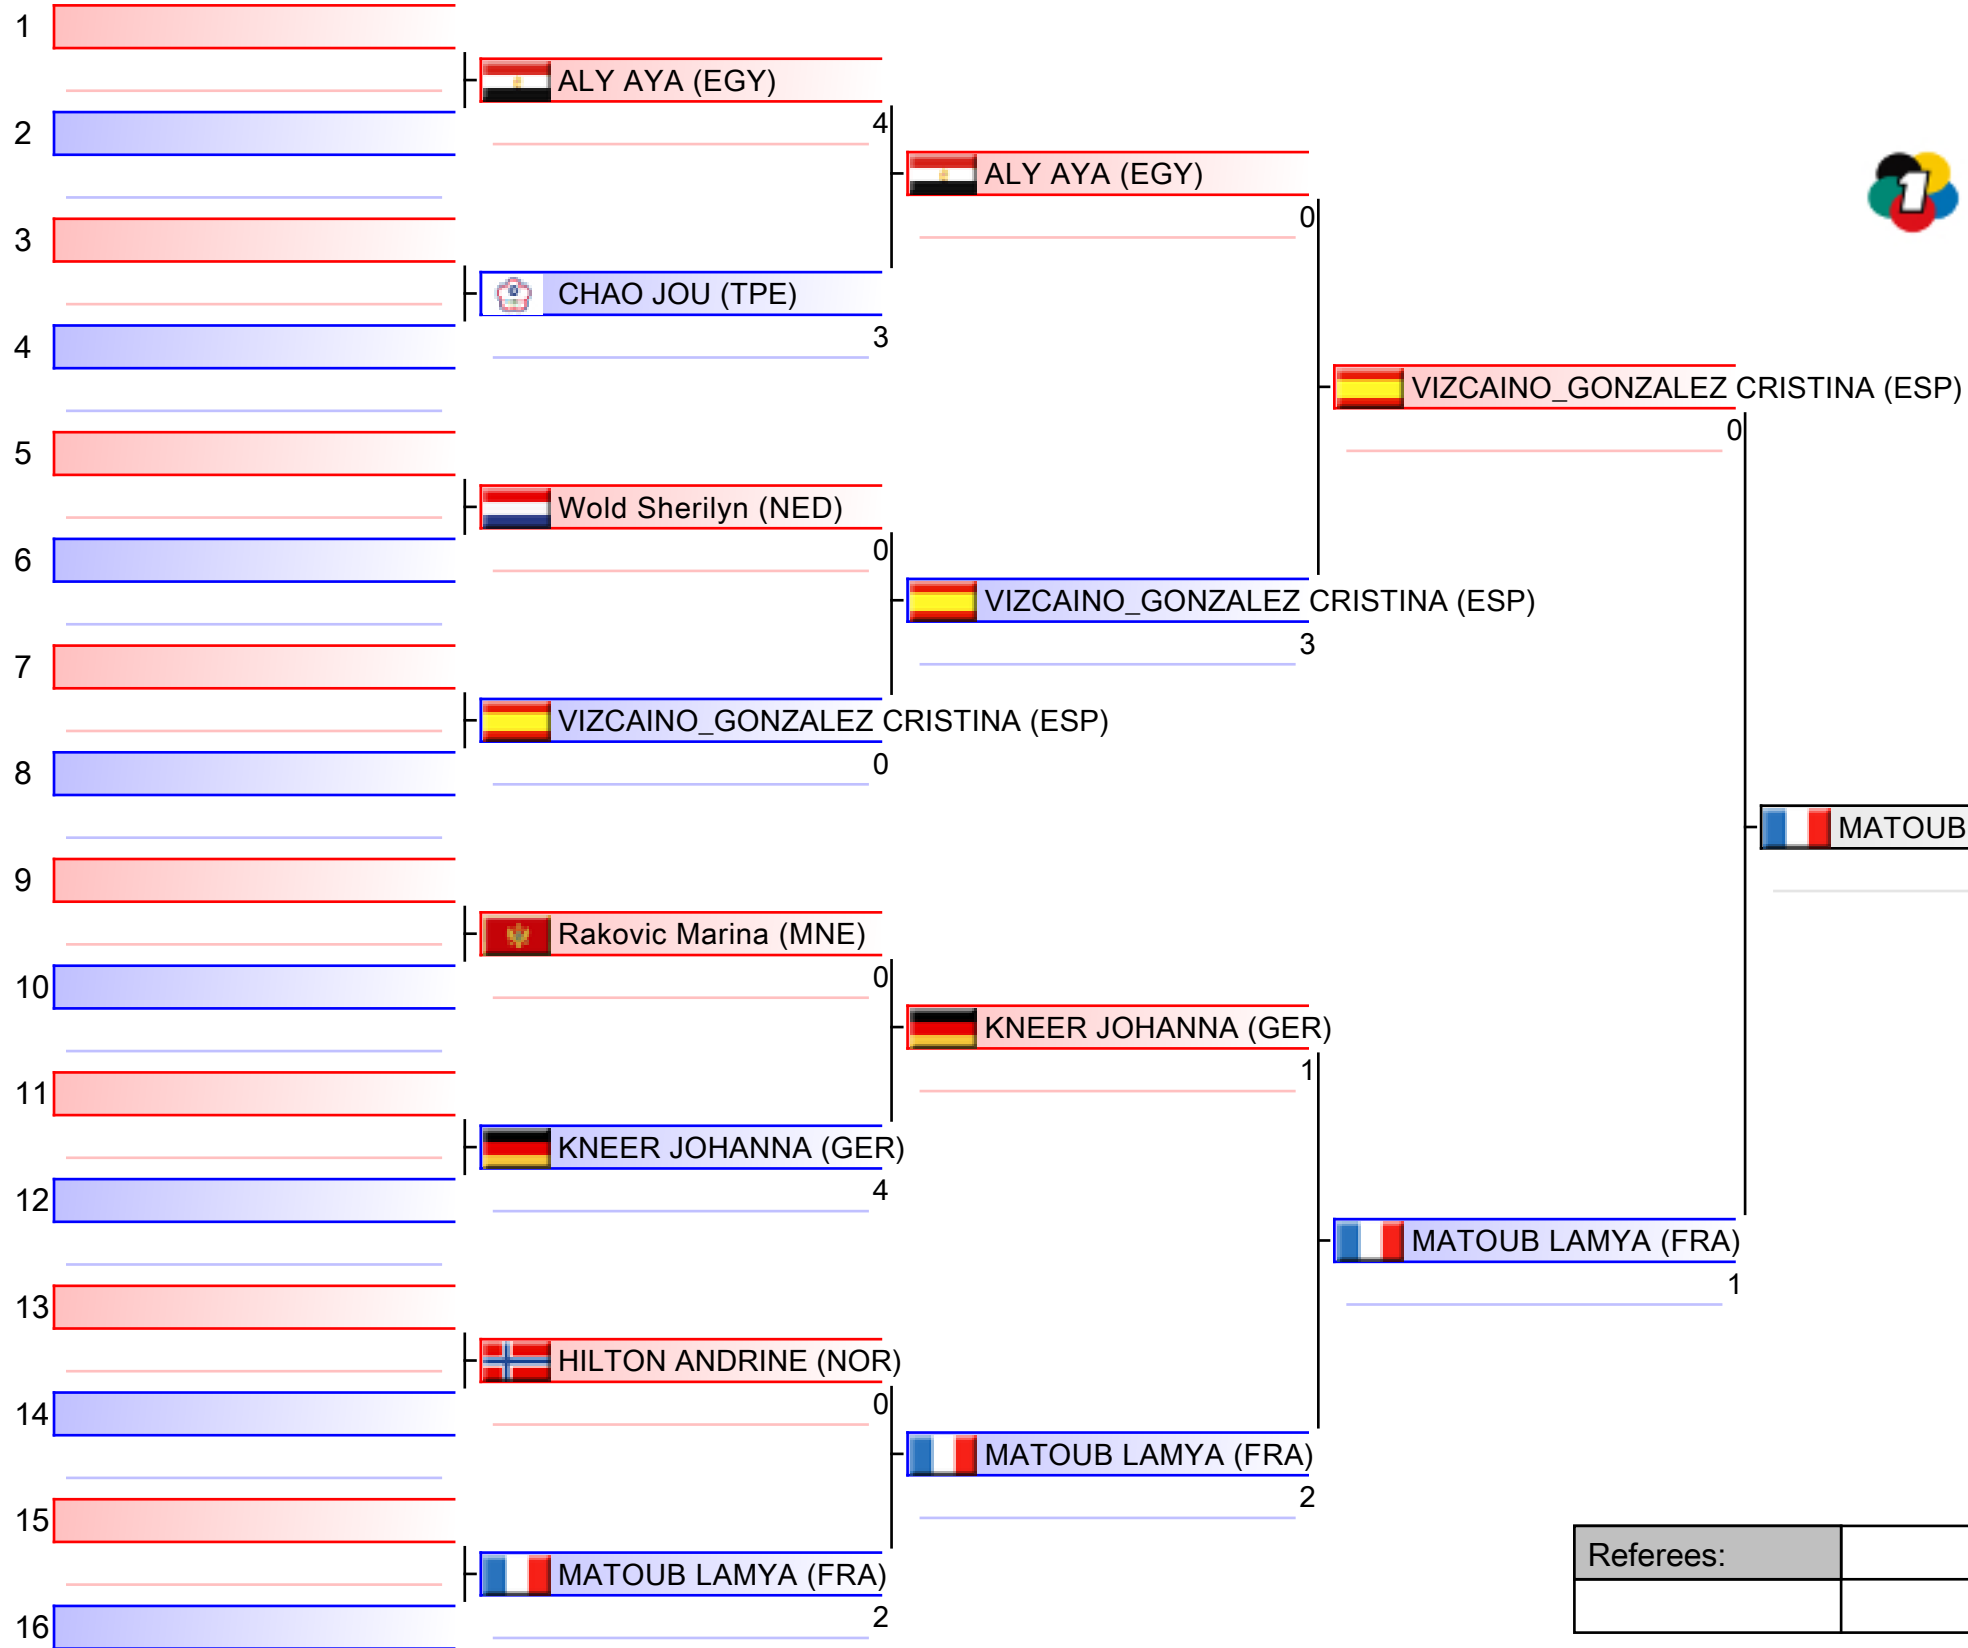 1
ALY AYA (EGY)
4
2
ALY AYA (EGY)
1
0
3
CHAO JOU (TPE)
3
4
VIZCAINO_GONZALEZ CRISTINA (ESP)
0
5
Wold Sherilyn (NED)
0
6
VIZCAINO_GONZALEZ CRISTINA (ESP)
3
7
VIZCAINO_GONZALEZ CRISTINA (ESP)
0
8
MATOUB
9
Rakovic Marina (MNE)
0
10
KNEER JOHANNA (GER)
1
11
KNEER JOHANNA (GER)
4
12
MATOUB LAMYA (FRA)
1
13
HILTON ANDRINE (NOR)
0
14
MATOUB LAMYA (FRA)
2
15
Referees:
MATOUB LAMYA (FRA)
2
16